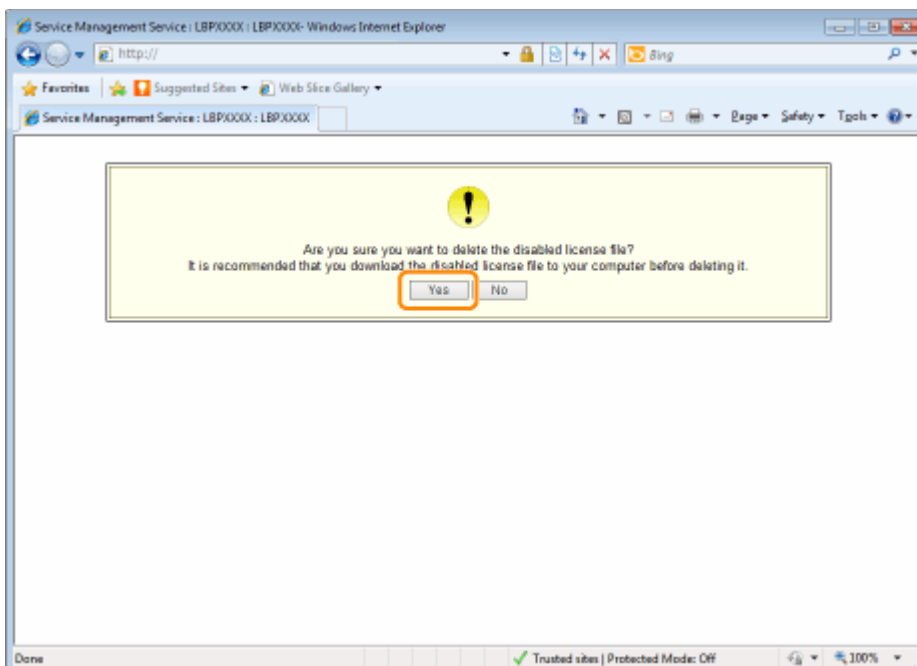 Service Management Service : LBPXXXX : LBPXXXX- Windows Internet Explorer
http://
Bing
Favorites
Suggested Sites
Web Slice Gallery
Service Management Service : LBPXXXX : LBPXXXX
Page
Safety
Tools
Are you sure you want to delete the disabled license file?
It is recommended that you download the disabled license file to your computer before deleting it.
Yes
No
Done
Trusted sites | Protected Mode: Off
100%